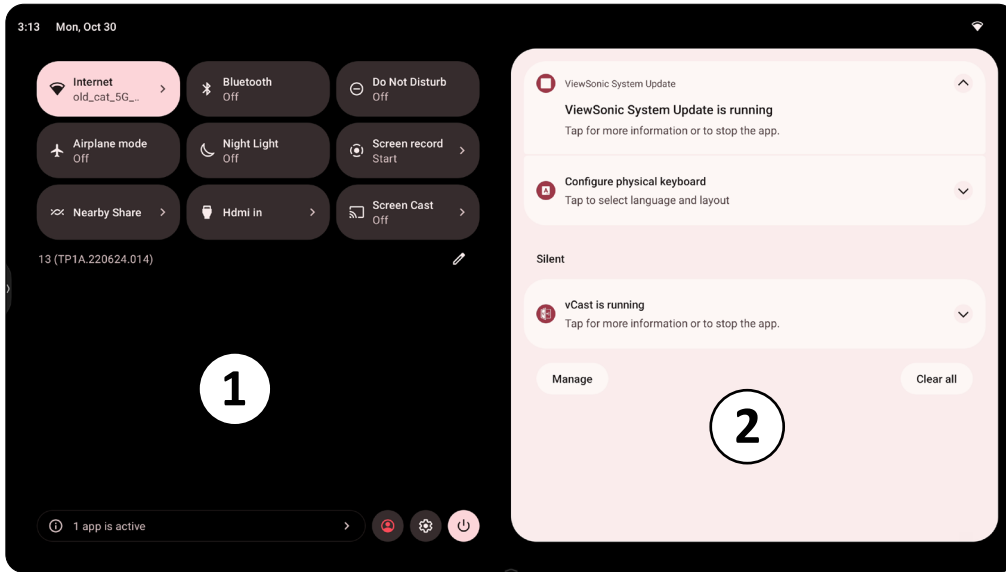 3:13 Mon, Oct 30
Internet
old_cat_5G_..
Bluetooth
Off
Do Not Disturb
Off
Airplane mode
Off
Night Light
Off
Screen record
Start
Nearby Share
Hdmi in
Screen Cast
Off
13 (TP1A.220624.014)
1
1 app is active
ViewSonic System Update
ViewSonic System Update is running
Tap for more information or to stop the app.
A
Configure physical keyboard
Tap to select language and layout
Silent
vCast is running
Tap for more information or to stop the app.
Manage
Clear all
2